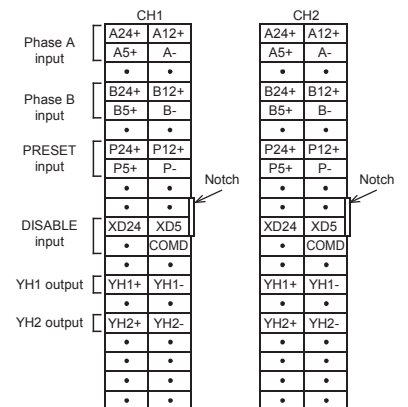 CH1 CH2
Phase A input A24+ A12+ A24+ A12+
A5+ A- A5+ A-
• • • •
Phase B input B24+ B12+ B24+ B12+
B5+ B- B5+ B-
• • • •
PRESET input P24+ P12+ P24+ P12+
P5+ P- P5+ P-
• • Notch • • Notch
• • • •
DISABLE input XD24 XD5 XD24 XD5
• COMD • COMD
• • • •
YH1 output YH1+ YH1- YH1+ YH1-
• • • •
YH2 output YH2+ YH2- YH2+ YH2-
• • • •
• • • •
• • • •
• • • •